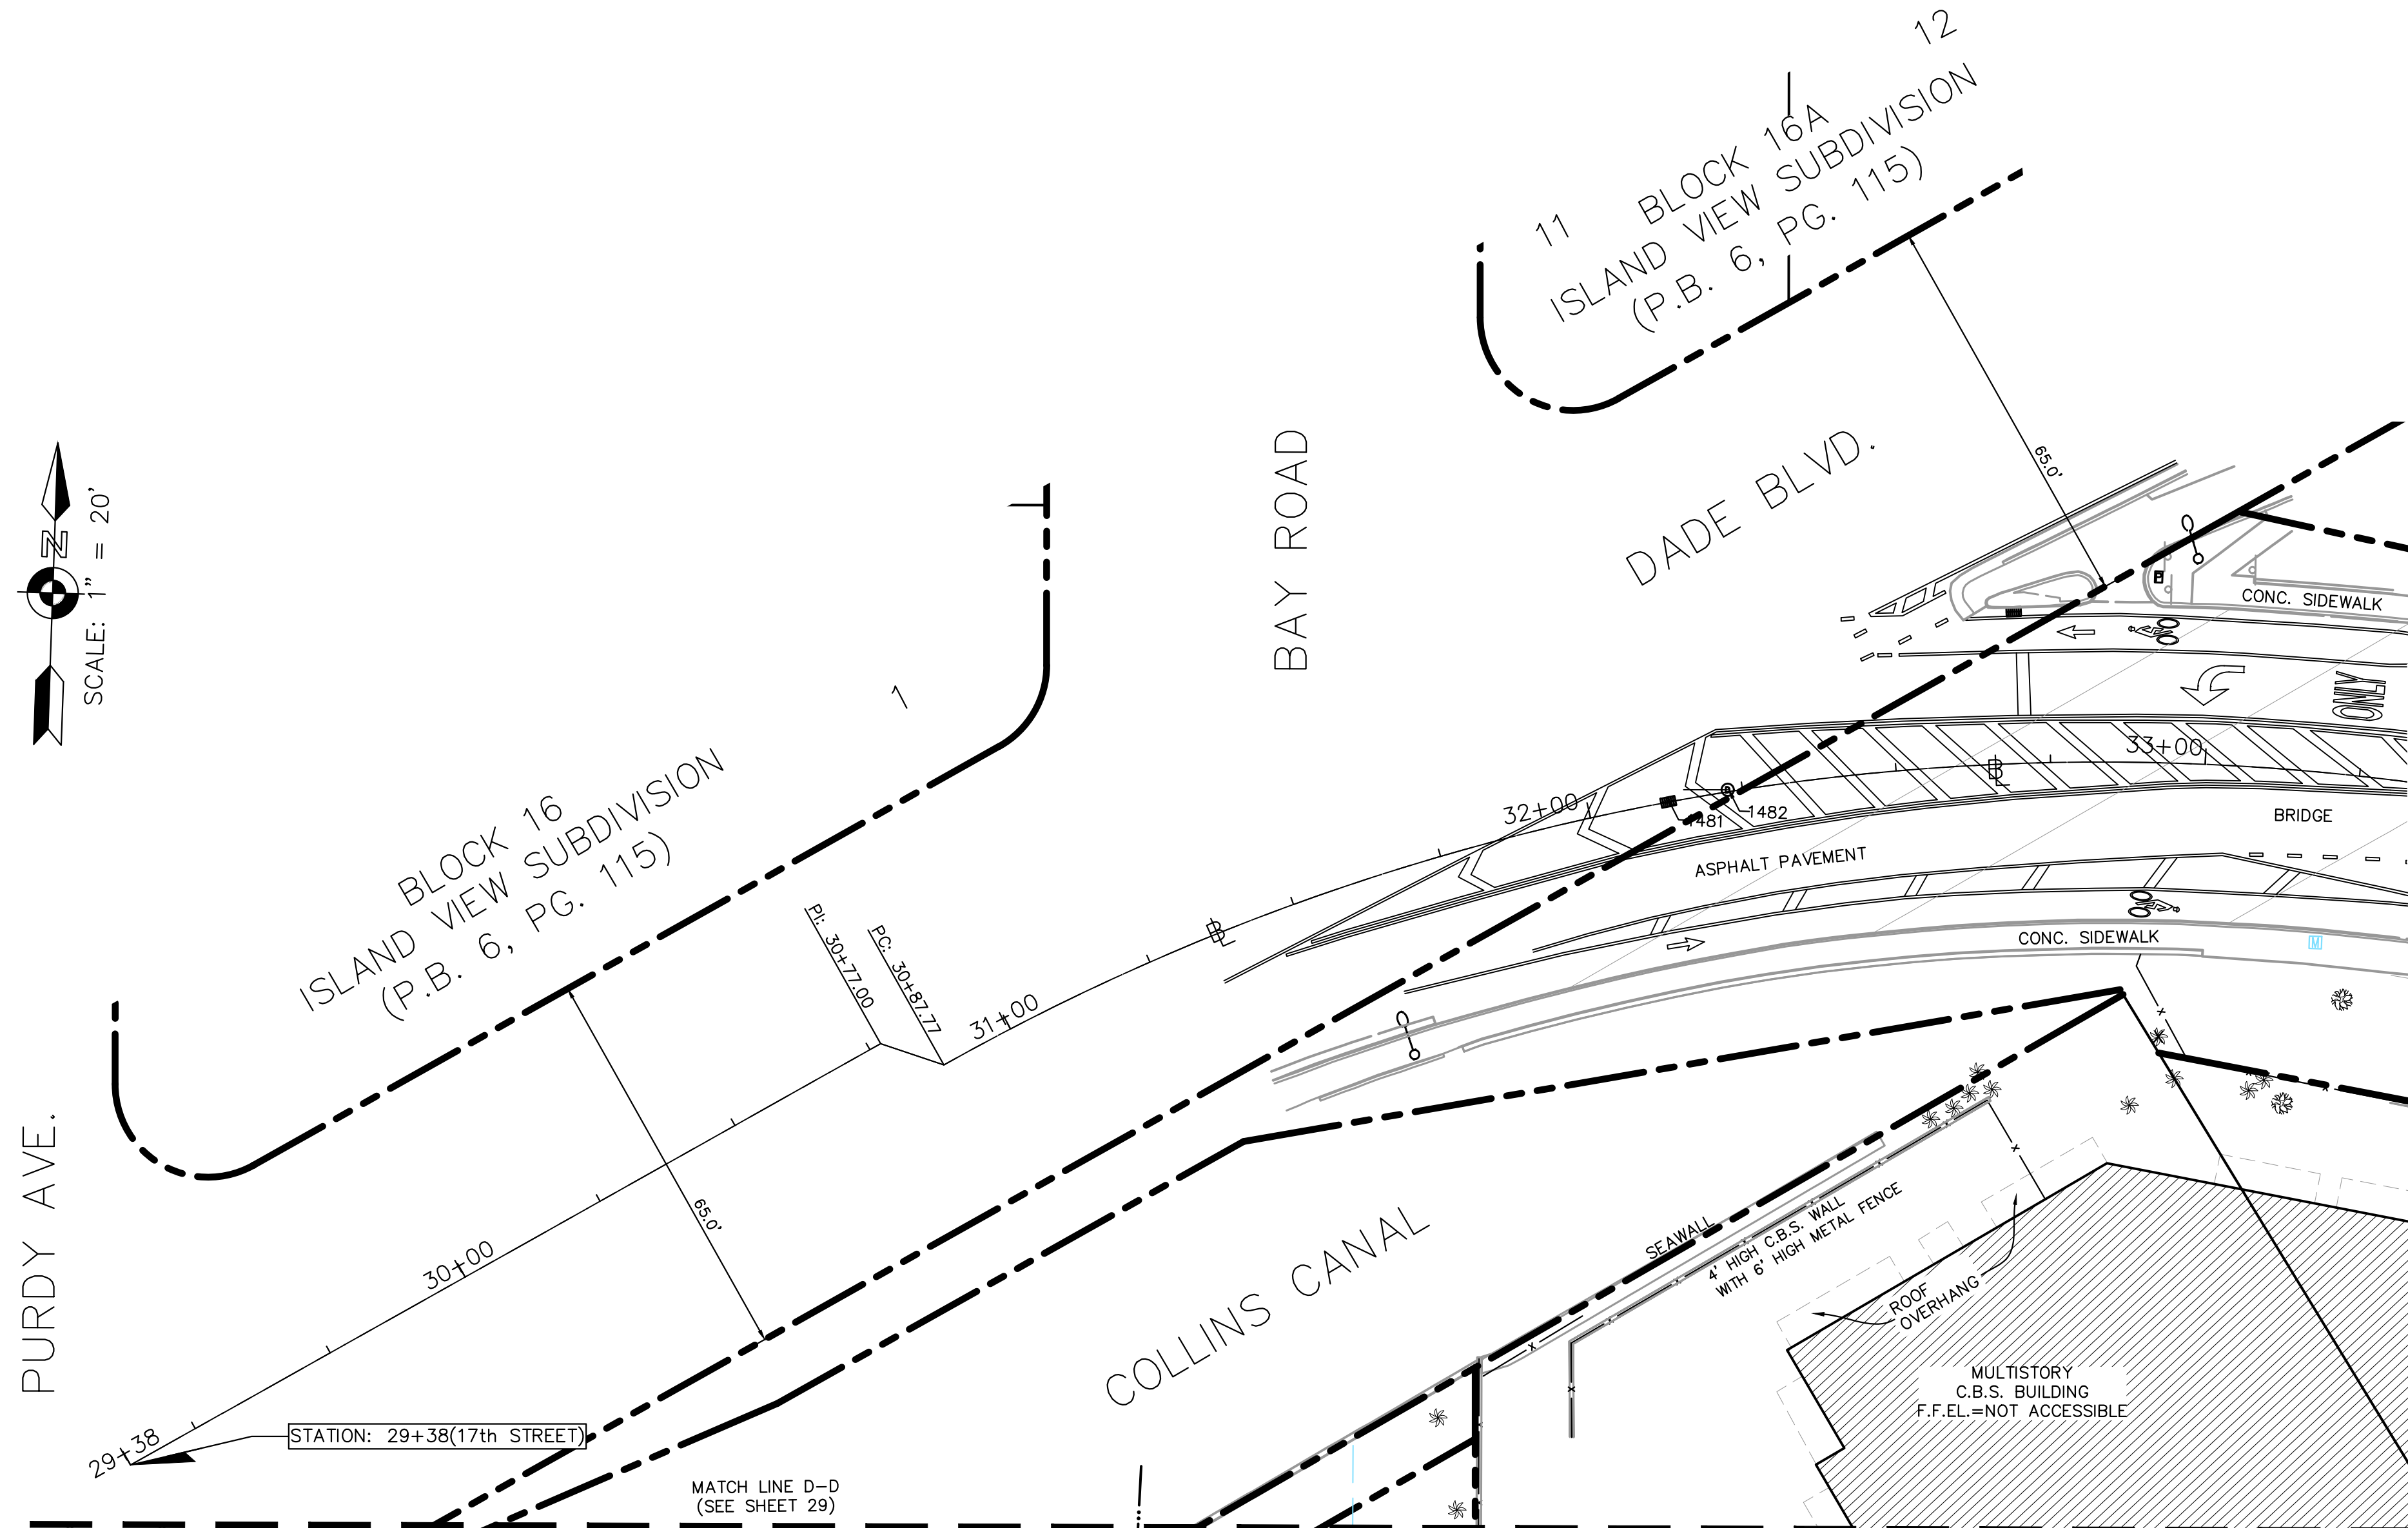 12
BLOCK 16A
ISLAND VIEW SUBDIVISION
(P.B. 6, PG. 115)
11
BAY ROAD
DADE BLVD.
65.0'
N
SCALE: 1" = 20'
CONC. SIDEWALK
ONLY
1
BLOCK 16
ISLAND VIEW SUBDIVISION
(P.B. 6, PG. 115)
33+00
BL
32+00
1481
1482
BRIDGE
ASPHALT PAVEMENT
PI: 30+77.00
PC: 30+87.77
BL
31+00
CONC. SIDEWALK
M
PURDY AVE.
65.0'
30+00
COLLINS CANAL
SEAWALL
4' HIGH C.B.S. WALL
WITH 6' HIGH METAL FENCE
ROOF
OVERHANG
MULTISTORY
C.B.S. BUILDING
F.F.EL.=NOT ACCESSIBLE
29+38
STATION: 29+38(17th STREET)
MATCH LINE D-D
(SEE SHEET 29)